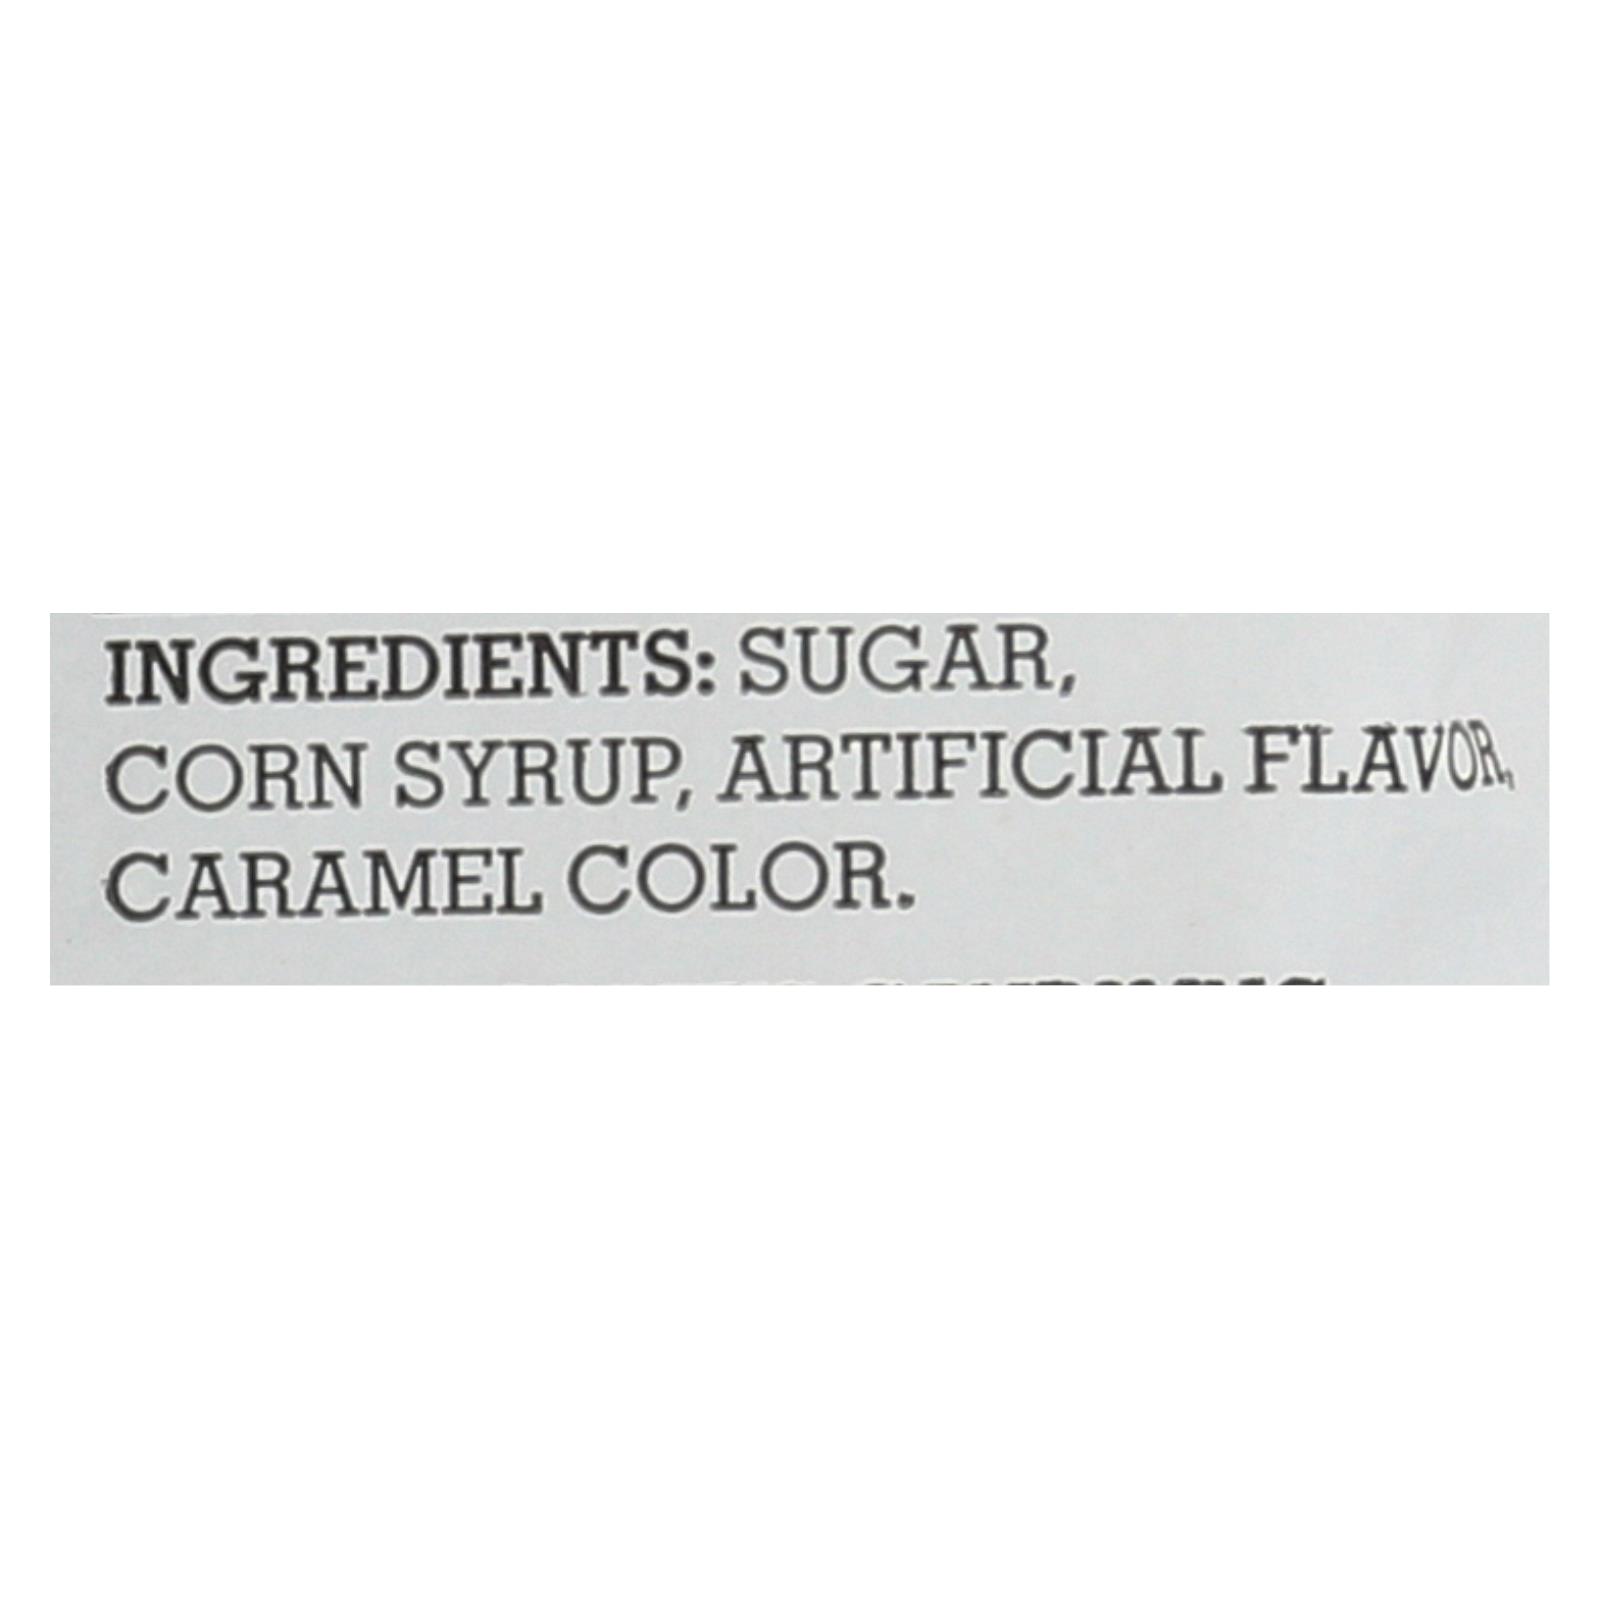 INGREDIENTS: SUGAR,
CORN SYRUP, ARTIFICIAL FLAVOR,
CARAMEL COLOR.